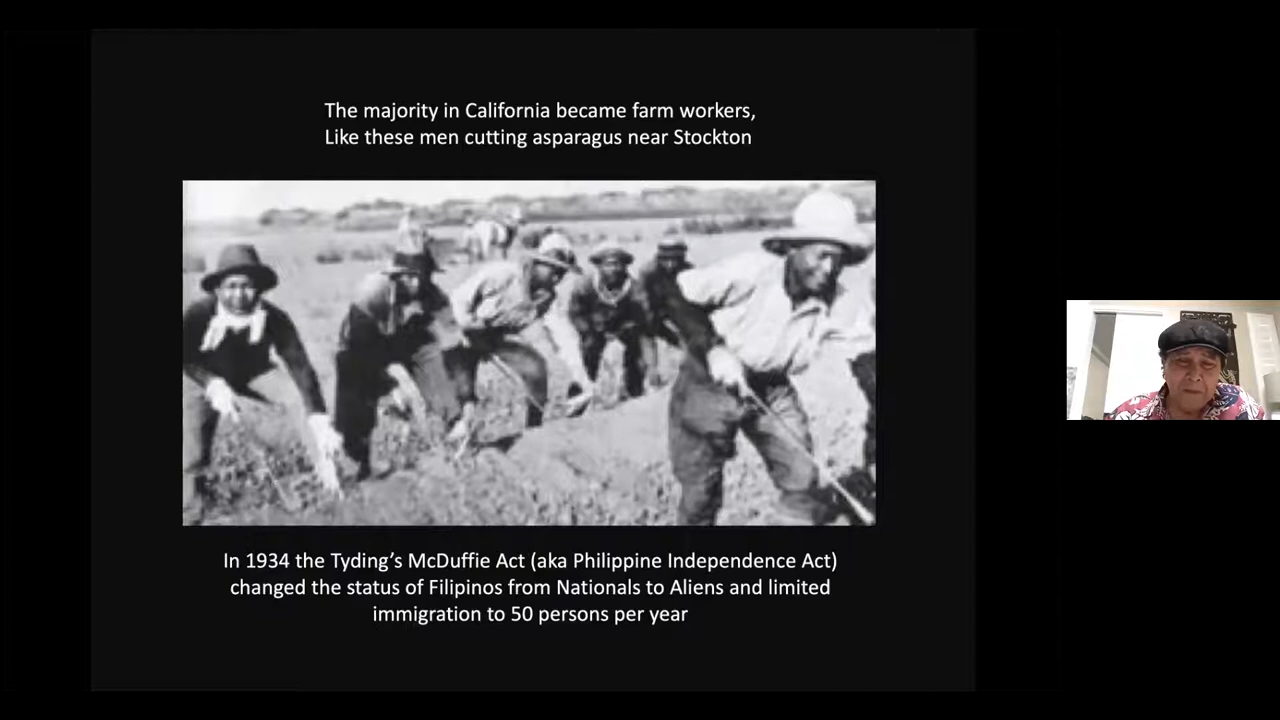 The majority in California became farm workers,
Like these men cutting asparagus near Stockton
In 1934 the Tyding’s McDuffie Act (aka Philippine Independence Act)
changed the status of Filipinos from Nationals to Aliens and limited
immigration to 50 persons per year